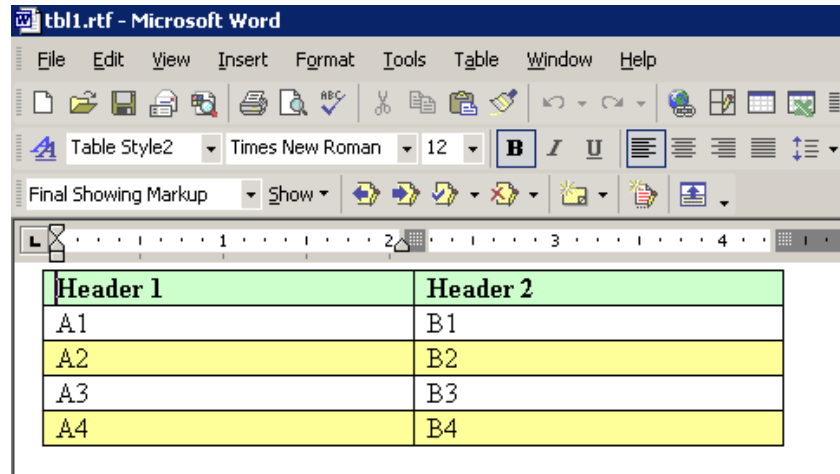 tbl1.rtf - Microsoft Word
File Edit View Insert Format Tools Table Window Help
ABC
Table Style2 Times New Roman 12 B I U
Final Showing Markup Show
1 2 3 4
Header 1 Header 2
A1 B1
A2 B2
A3 B3
A4 B4